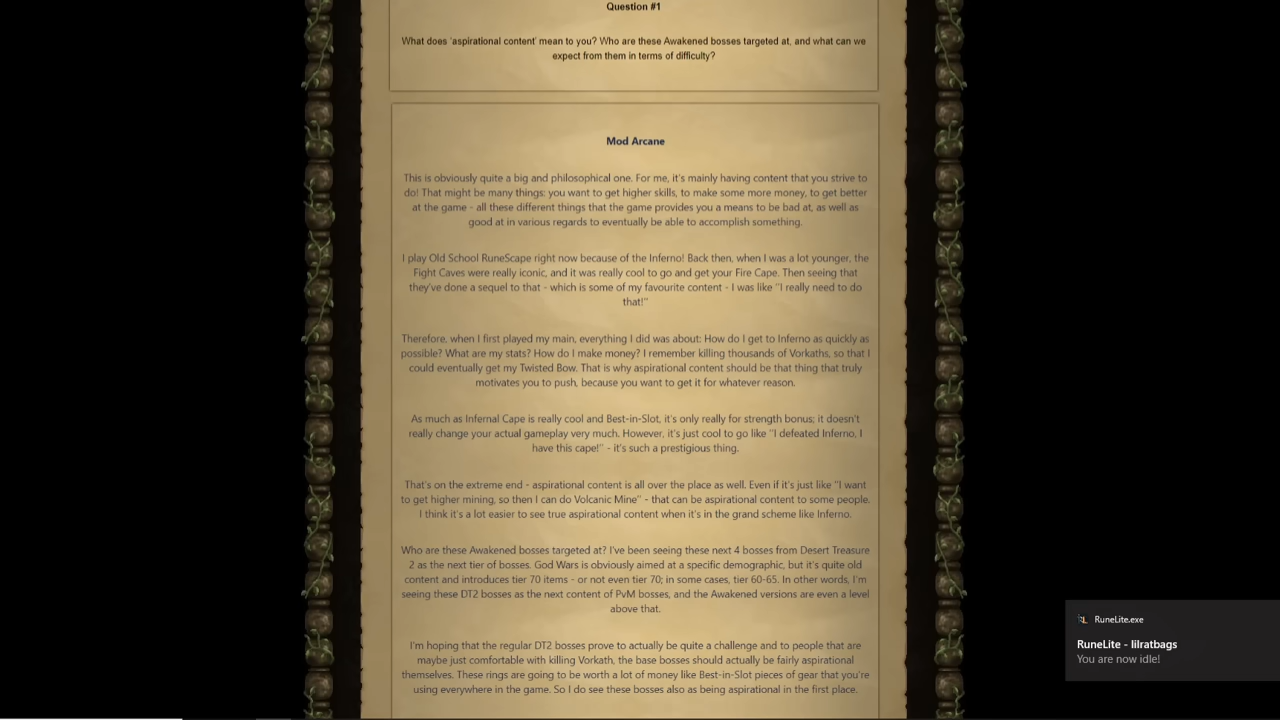 Question #1
What does 'aspirational content' mean to you? Who are these Awakened bosses targeted at, and what can we
expect from them in terms of difficulty?
Mod Arcane
This is obviously quite a big and philosophical one. For me, it's mainly having content that you strive to
do! That might be many things: you want to get higher skills, to make some more money, to get better
at the game - all these different things that the game provides you a means to be bad at, as well as
good at in various regards to eventually be able to accomplish something.
I play Old School RuneScape right now because of the Inferno! Back then, when I was a lot younger, the
Fight Caves were really iconic, and it was really cool to go and get your Fire Cape. Then seeing that
they've done a sequel to that - which is some of my favourite content - I was like "I really need to do
that!"
Therefore, when I first played my main, everything I did was about: How do I get to Inferno as quickly as
possible? What are my stats? How do I make money? I remember killing thousands of Vorkaths, so that I
could eventually get my Twisted Bow. That is why aspirational content should be that thing that truly
motivates you to push, because you want to get it for whatever reason.
As much as Infernal Cape is really cool and Best-in-Slot, it's only really for strength bonus; it doesn't
really change your actual gameplay very much. However, it's just cool to go like "I defeated Inferno, I
have this cape!" - it's such a prestigious thing.
That's on the extreme end - aspirational content is all over the place as well. Even if it's just like "I want
to get higher mining, so then I can do Volcanic Mine" - that can be aspirational content to some people.
I think it's a lot easier to see true aspirational content when it's in the grand scheme like Inferno.
Who are these Awakened bosses targeted at? I've been seeing these next 4 bosses from Desert Treasure
2 as the next tier of bosses. God Wars is obviously aimed at a specific demographic, but it's quite old
content and introduces tier 70 items - or not even tier 70; in some cases, tier 60-65. In other words, I'm
seeing these DT2 bosses as the next content of PvM bosses, and the Awakened versions are even a level
above that.
I'm hoping that the regular DT2 bosses prove to actually be quite a challenge and to people that are
maybe just comfortable with killing Vorkath, the base bosses should actually be fairly aspirational
themselves. These rings are going to be worth a lot of money like Best-in-Slot pieces of gear that you're
using everywhere in the game. So I do see these bosses also as being aspirational in the first place.
RuneLite.exe
RuneLite - lilratbags
You are now idle!